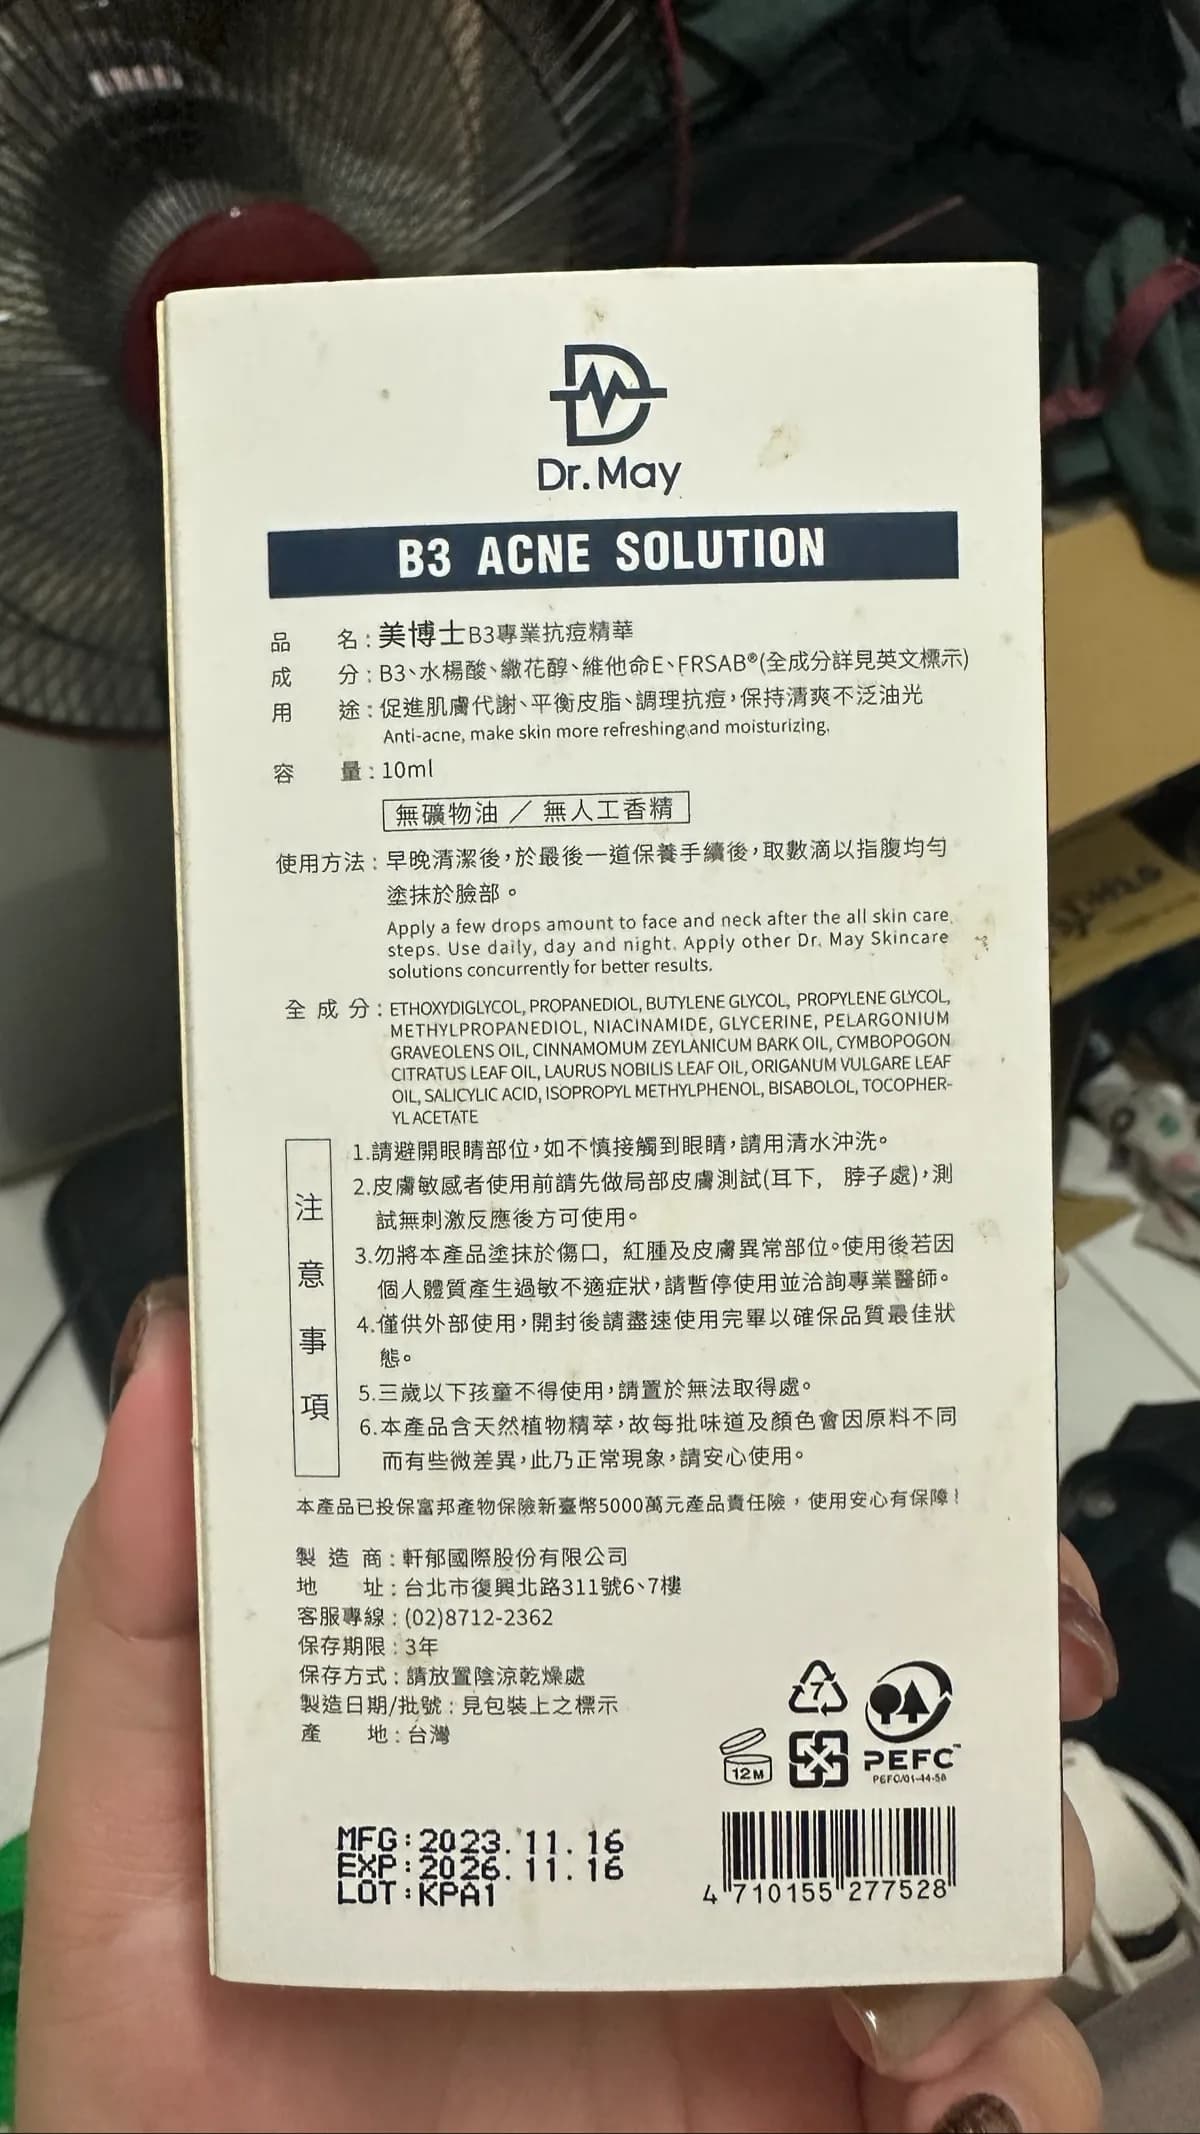 Dr.May
B3 ACNE SOLUTION
品名：美博士B3專業抗痘精華
成分：B3、水楊酸、繖花醇、維他命E、FRSAB®(全成分詳見英文標示)
用途：促進肌膚代謝、平衡皮脂、調理抗痘，保持清爽不泛油光
Anti-acne, make skin more refreshing and moisturizing.
容量：10ml
無礦物油／無人工香精
使用方法：早晚清潔後，於最後一道保養手續後，取數滴以指腹均勻
塗抹於臉部。
Apply a few drops amount to face and neck after the all skin care
steps. Use daily, day and night. Apply other Dr. May Skincare
solutions concurrently for better results.
全成分：ETHOXYDIGLYCOL, PROPANEDIOL, BUTYLENE GLYCOL, PROPYLENE GLYCOL,
METHYLPROPANEDIOL, NIACINAMIDE, GLYCERINE, PELARGONIUM
GRAVEOLENS OIL, CINNAMOMUM ZEYLANICUM BARK OIL, CYMBOPOGON
CITRATUS LEAF OIL, LAURUS NOBILIS LEAF OIL, ORIGANUM VULGARE LEAF
OIL, SALICYLIC ACID, ISOPROPYL METHYLPHENOL, BISABOLOL, TOCOPHER-
YL ACETATE
注意事項
1.請避開眼睛部位，如不慎接觸到眼睛，請用清水沖洗。
2.皮膚敏感者使用前請先做局部皮膚測試(耳下, 脖子處)，測
試無刺激反應後方可使用。
3.勿將本產品塗抹於傷口, 紅腫及皮膚異常部位。使用後若因
個人體質產生過敏不適症狀，請暫停使用並洽詢專業醫師。
4.僅供外部使用，開封後請盡速使用完畢以確保品質最佳狀
態。
5.三歲以下孩童不得使用，請置於無法取得處。
6.本產品含天然植物精萃，故每批味道及顏色會因原料不同
而有些微差異，此乃正常現象，請安心使用。
本產品已投保富邦產物保險新臺幣5000萬元產品責任險，使用安心有保障！
製造商：軒郁國際股份有限公司
地址：台北市復興北路311號6、7樓
客服專線：(02)8712-2362
保存期限：3年
保存方式：請放置陰涼乾燥處
製造日期/批號：見包裝上之標示
產地：台灣
7
12M
PEFC™
PEFC/01-44-58
MFG:2023.11.16
EXP:2026.11.16
LOT:KPA1
4 710155 277528